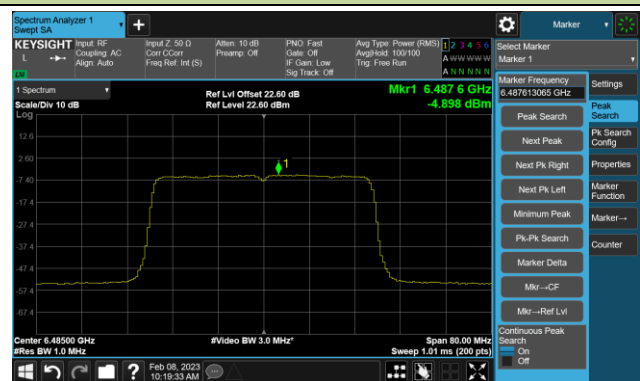 Spectrum Analyzer 1
Swept SA
Marker
KEYSIGHT
L
Input: RF
Coupling: AC
Align: Auto
Input Z: 50 Ω
Corr CCorr
Freq Ref: Int (S)
Atten: 10 dB
Preamp: Off
PNO: Fast
Gate: Off
IF Gain: Low
Sig Track: Off
Avg Type: Power (RMS)
Avg|Hold: 100/100
Trig: Free Run
1 2 3 4 5 6
A W W W W W
A N N N N N
Select Marker
Marker 1
1 Spectrum
Scale/Div 10 dB
Log
Ref Lvl Offset 22.60 dB
Ref Level 22.60 dBm
Mkr1 6.487 6 GHz
-4.898 dBm
12.6
2.60
-7.40
-17.4
-27.4
-37.4
-47.4
-57.4
-67.4
1
Center 6.48500 GHz
#Res BW 1.0 MHz
#Video BW 3.0 MHz*
Span 80.00 MHz
Sweep 1.01 ms (200 pts)
Marker Frequency
6.487613065 GHz
Peak Search
Next Peak
Next Pk Right
Next Pk Left
Minimum Peak
Pk-Pk Search
Marker Delta
Mkr→CF
Mkr→Ref Lvl
Continuous Peak
Search
On
Off
Settings
Peak
Search
Pk Search
Config
Properties
Marker
Function
Marker→
Counter
?
Feb 08, 2023
10:19:33 AM